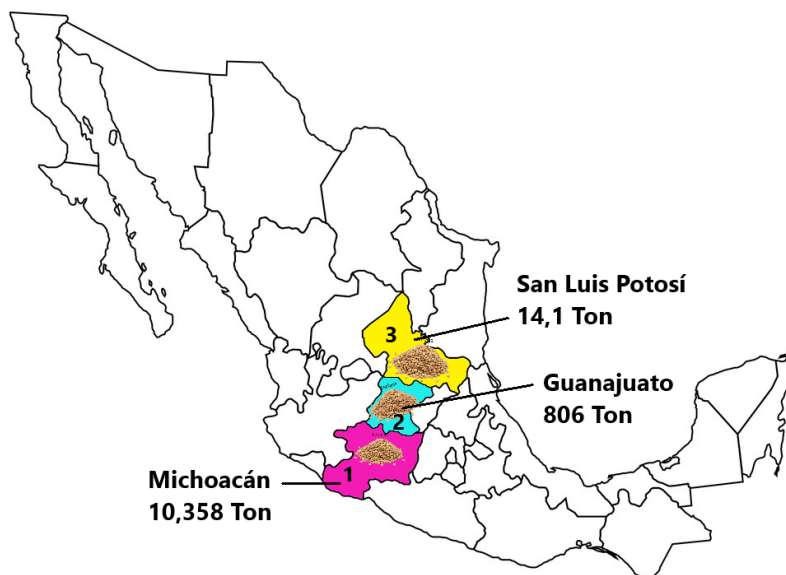 San Luis Potosí
14,1 Ton
3
Guanajuato
806 Ton
2
Michoacán
10,358 Ton
1